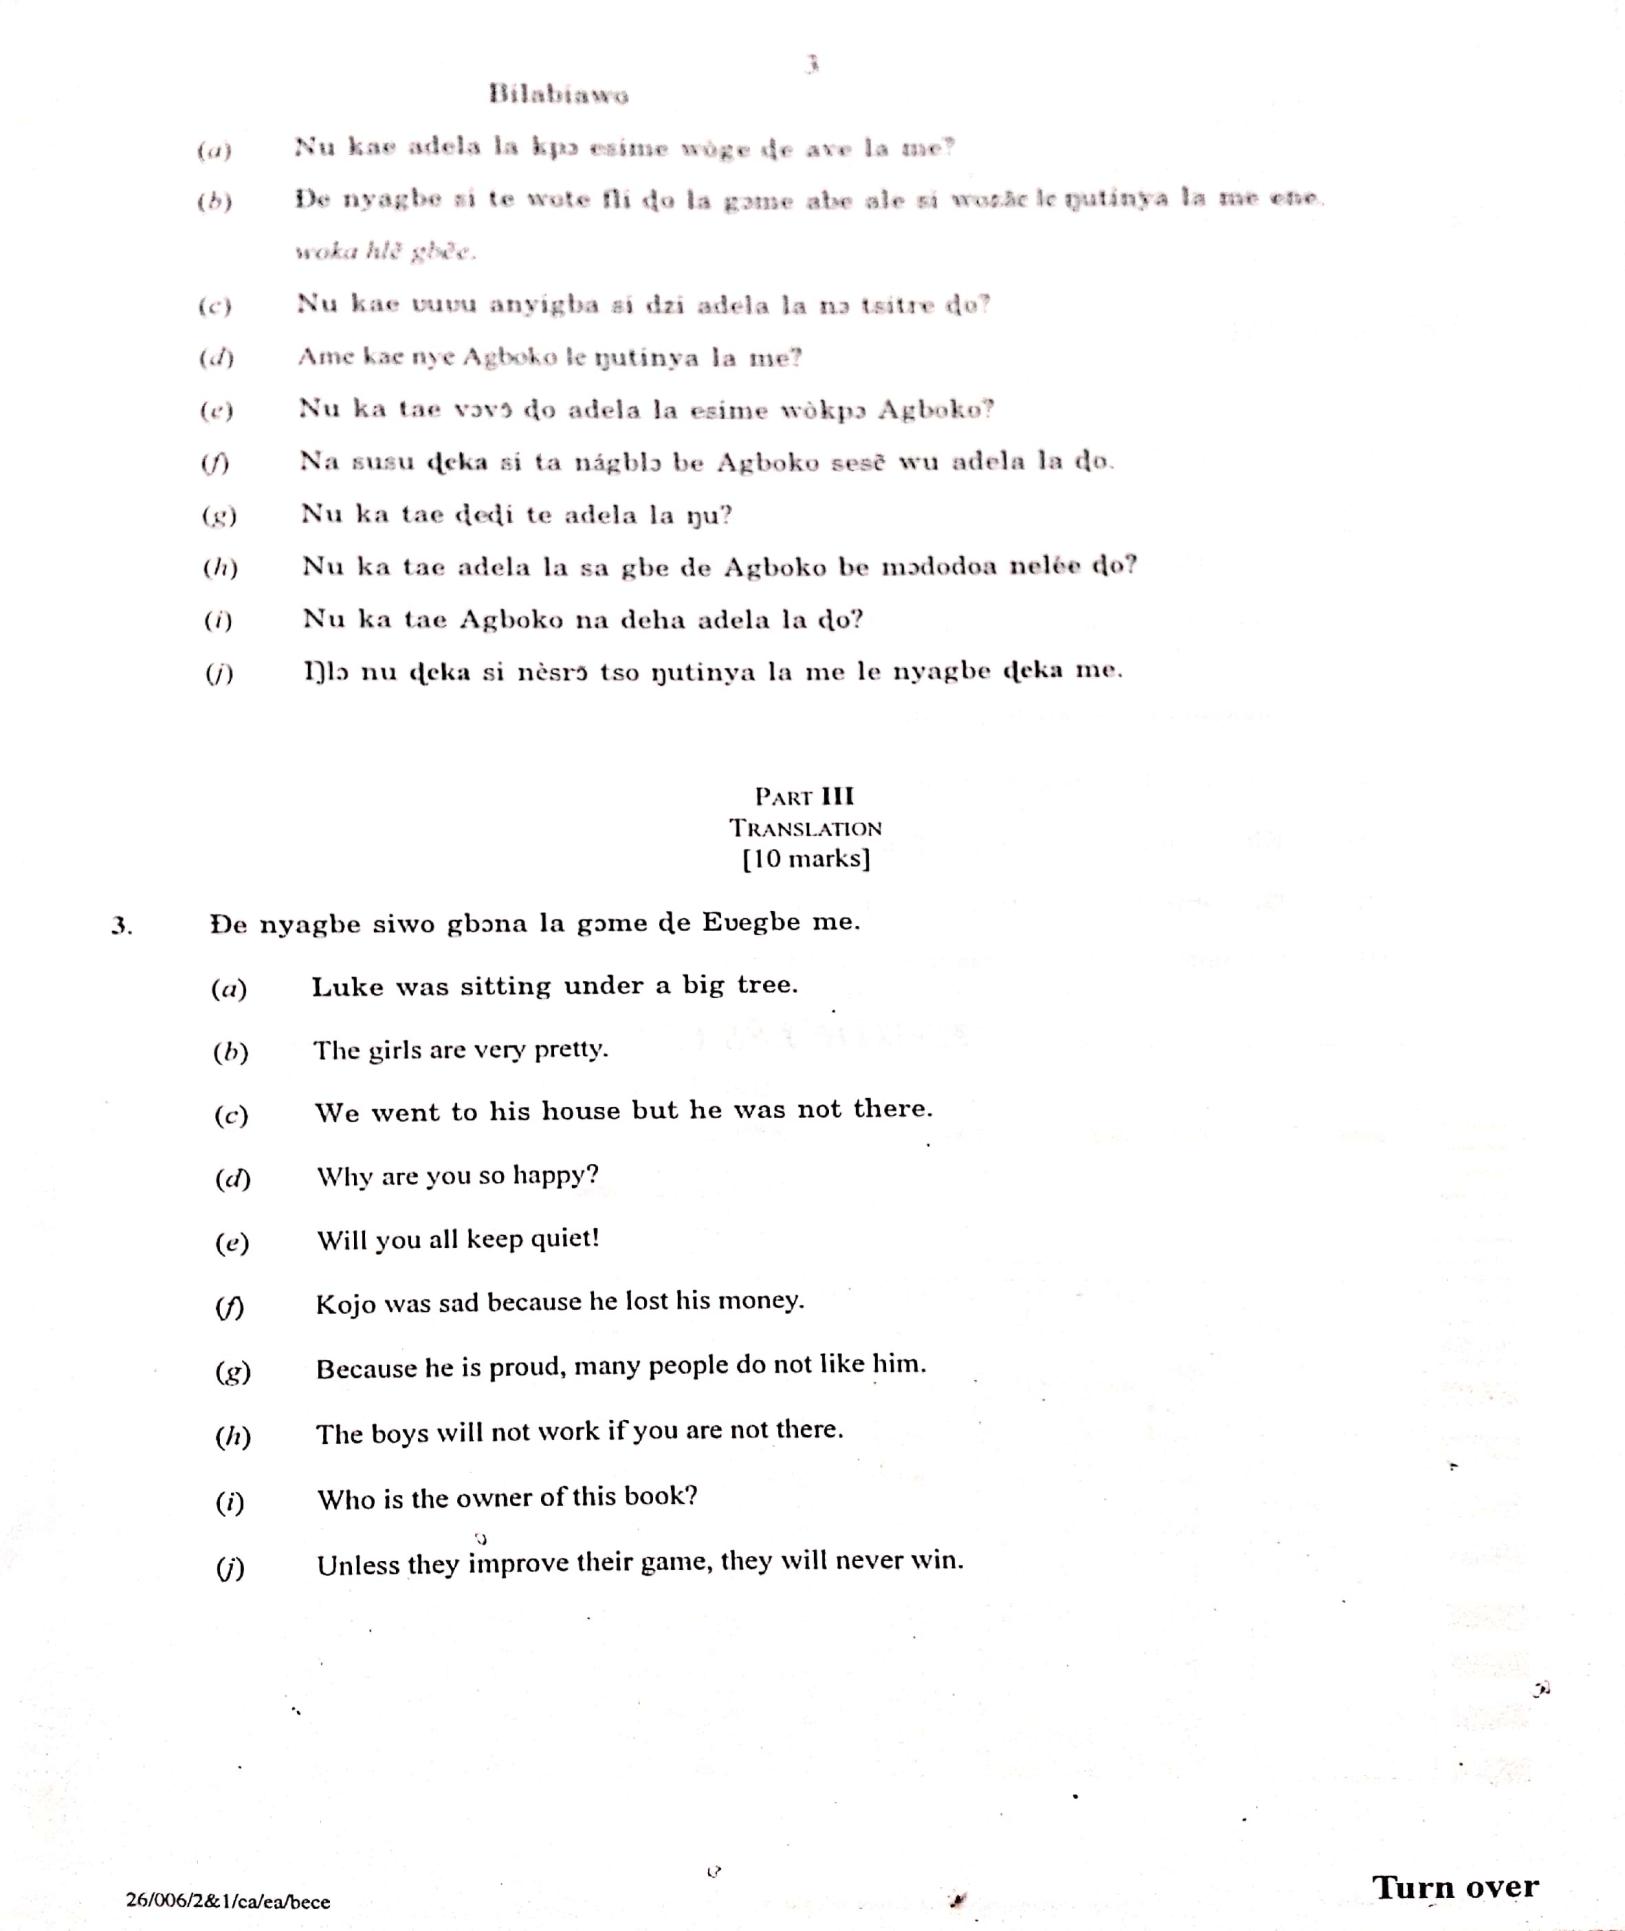 3
Biabiawo
(a) Nu kae adela la kpɔ esime wòge ɖe ave la me?
(b) Ðe nyagbe si te wote fli ɖo la gɔme abe ale si wozãe le ŋutinya la me ene.
woka hlẽ gbẽe.
(c) Nu kae ʋuʋu anyigba si dzi adela la nɔ tsitre ɖo?
(d) Ame kae nye Agboko le ŋutinya la me?
(e) Nu ka tae vɔvɔ̃ ɖo adela la esime wòkpɔ Agboko?
(f) Na susu ɖeka si ta nágblɔ be Agboko sesẽ wu adela la ɖo.
(g) Nu ka tae ɖeɖi te adela la ŋu?
(h) Nu ka tae adela la sa gbe de Agboko be mɔdodoa nelée ɖo?
(i) Nu ka tae Agboko na deha adela la ɖo?
(j) Ŋlɔ nu ɖeka si nèsrɔ̃ tso ŋutinya la me le nyagbe ɖeka me.
PART III
TRANSLATION
[10 marks]
3. Ðe nyagbe siwo gbɔna la gɔme ɖe Eʋegbe me.
(a) Luke was sitting under a big tree.
(b) The girls are very pretty.
(c) We went to his house but he was not there.
(d) Why are you so happy?
(e) Will you all keep quiet!
(f) Kojo was sad because he lost his money.
(g) Because he is proud, many people do not like him.
(h) The boys will not work if you are not there.
(i) Who is the owner of this book?
(j) Unless they improve their game, they will never win.
26/006/2&1/ca/ea/bece
Turn over